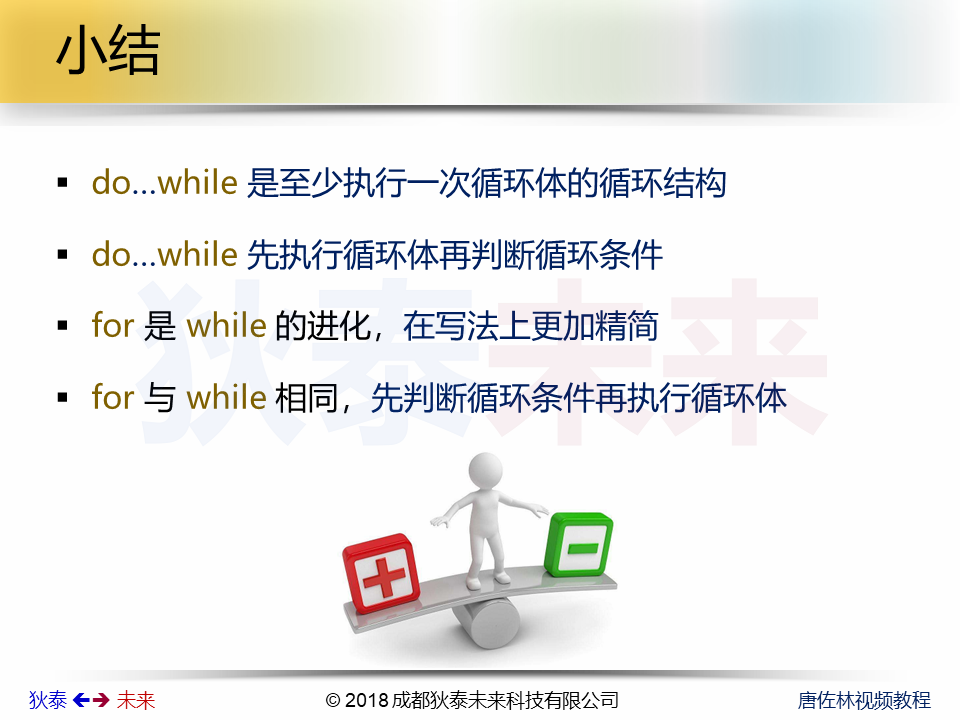 小结
do…while 是至少执行一次循环体的循环结构
do…while 先执行循环体再判断循环条件
for 是 while 的进化，在写法上更加精简
for 与 while 相同，先判断循环条件再执行循环体
狄泰未来
狄泰 未来
© 2018 成都狄泰未来科技有限公司
唐佐林视频教程